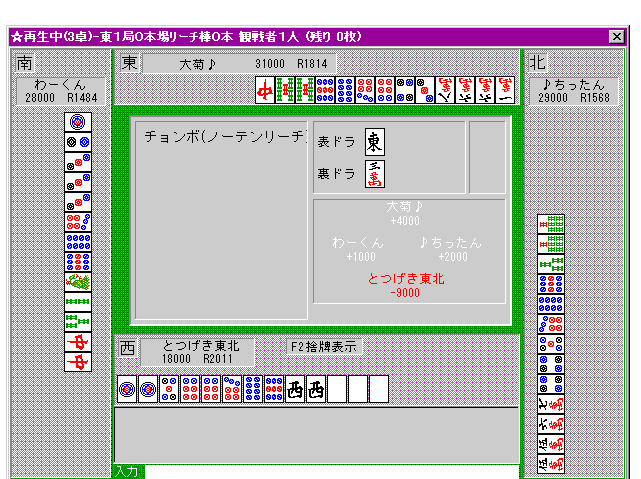 ☆再生中(3卓)-東1局0本場リーチ棒0本 観戦者1人 (残り 0枚)
南
わーくん
28000 R1484
東
大菊♪
31000 R1814
北
♪ちったん
29000 R1568
チョンボ(ノーテンリーチ)
表ドラ
東
裏ドラ
三萬
大菊♪
+4000
わーくん
+1000
♪ちったん
+2000
とつげき東北
-9000
西
とつげき東北
18000 R2011
F2捨牌表示
西
西
入力